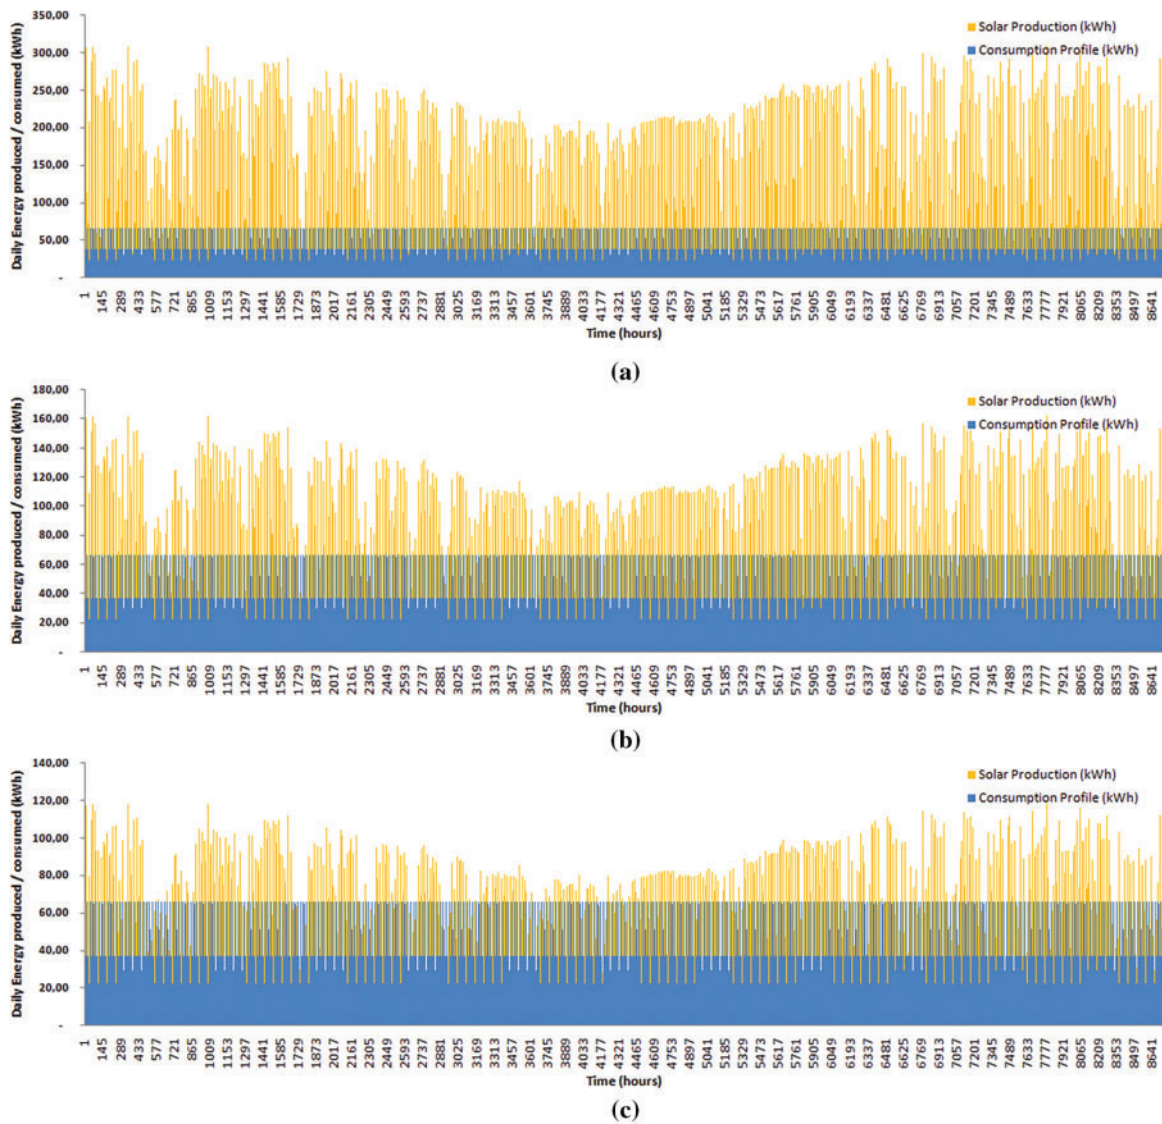 Daily Energy produced / consumed (kWh)
350,00
300,00
250,00
200,00
150,00
100,00
50,00
-
Solar Production (kWh)
Consumption Profile (kWh)
1 145 289 433 577 721 865 1009 1153 1297 1441 1585 1729 1873 2017 2161 2305 2449 2593 2737 2881 3025 3169 3313 3457 3601 3745 3889 4033 4177 4321 4465 4609 4753 4897 5041 5185 5329 5473 5617 5761 5905 6049 6193 6337 6481 6625 6769 6913 7057 7201 7345 7489 7633 7777 7921 8065 8209 8353 8497 8641
Time (hours)
(a)
Daily Energy produced / consumed (kWh)
180,00
160,00
140,00
120,00
100,00
80,00
60,00
40,00
20,00
-
Solar Production (kWh)
Consumption Profile (kWh)
1 145 289 433 577 721 865 1009 1153 1297 1441 1585 1729 1873 2017 2161 2305 2449 2593 2737 2881 3025 3169 3313 3457 3601 3745 3889 4033 4177 4321 4465 4609 4753 4897 5041 5185 5329 5473 5617 5761 5905 6049 6193 6337 6481 6625 6769 6913 7057 7201 7345 7489 7633 7777 7921 8065 8209 8353 8497 8641
Time (hours)
(b)
Daily Energy produced / consumed (kWh)
140,00
120,00
100,00
80,00
60,00
40,00
20,00
-
Solar Production (kWh)
Consumption Profile (kWh)
1 145 289 433 577 721 865 1009 1153 1297 1441 1585 1729 1873 2017 2161 2305 2449 2593 2737 2881 3025 3169 3313 3457 3601 3745 3889 4033 4177 4321 4465 4609 4753 4897 5041 5185 5329 5473 5617 5761 5905 6049 6193 6337 6481 6625 6769 6913 7057 7201 7345 7489 7633 7777 7921 8065 8209 8353 8497 8641
Time (hours)
(c)